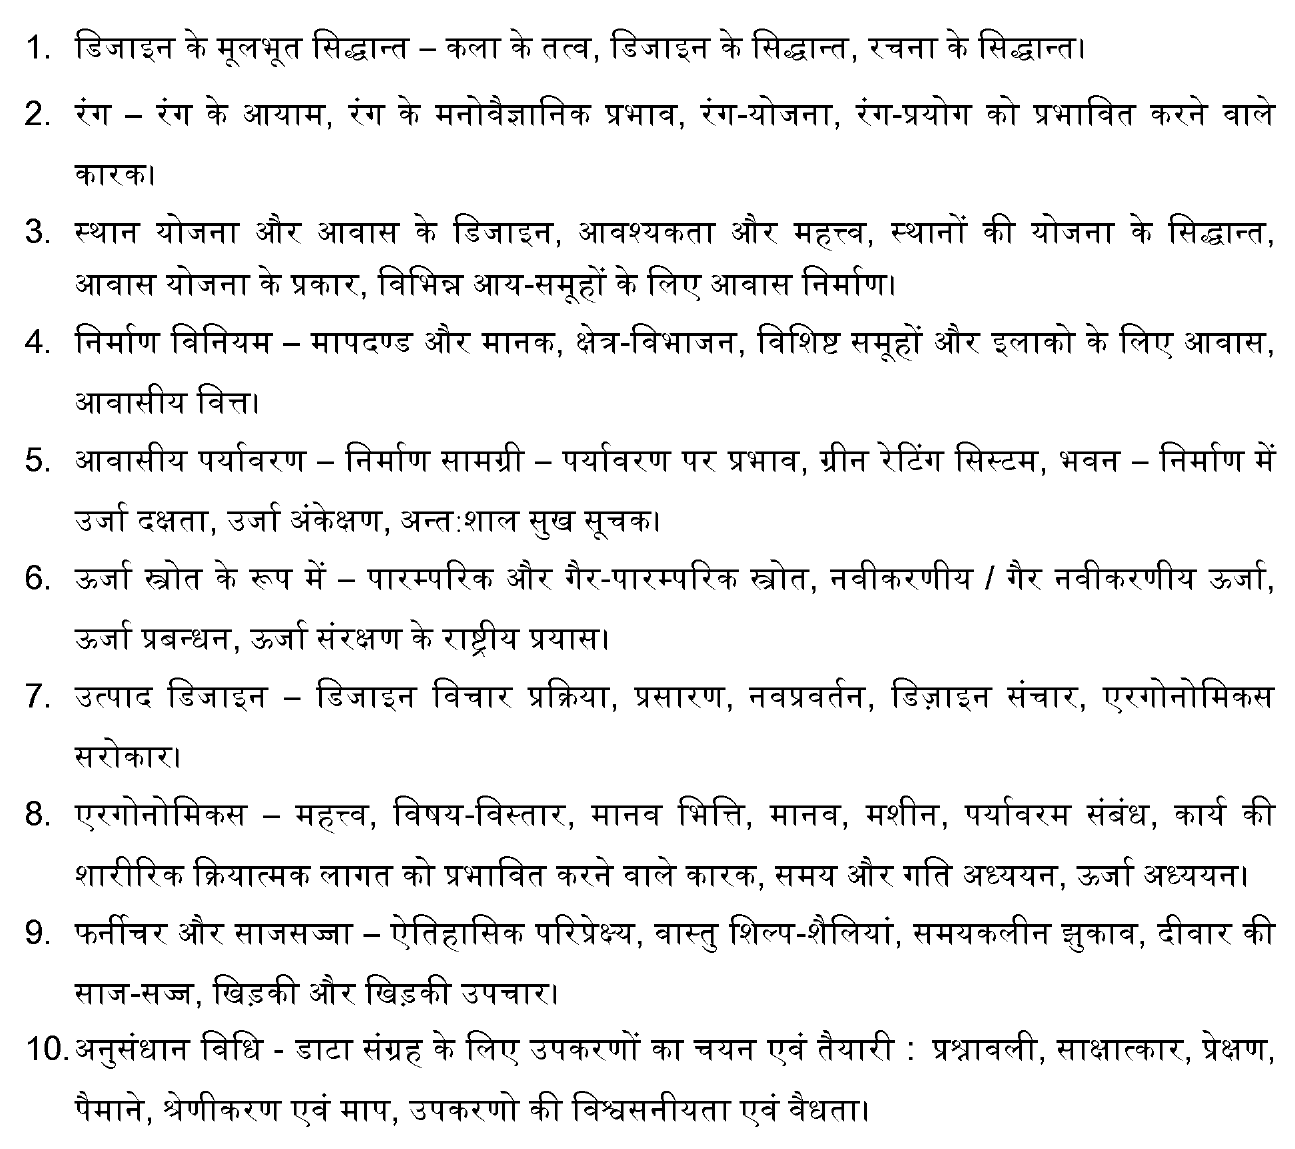 1. डिजाइन के मूलभूत सिद्धान्त – कला के तत्व, डिजाइन के सिद्धान्त, रचना के सिद्धान्त।
2. रंग – रंग के आयाम, रंग के मनोवैज्ञानिक प्रभाव, रंग-योजना, रंग-प्रयोग को प्रभावित करने वाले
कारक।
3. स्थान योजना और आवास के डिजाइन, आवश्यकता और महत्त्व, स्थानों की योजना के सिद्धान्त,
आवास योजना के प्रकार, विभिन्न आय-समूहों के लिए आवास निर्माण।
4. निर्माण विनियम – मापदण्ड और मानक, क्षेत्र-विभाजन, विशिष्ट समूहों और इलाको के लिए आवास,
आवासीय वित्त।
5. आवासीय पर्यावरण – निर्माण सामग्री – पर्यावरण पर प्रभाव, ग्रीन रेटिंग सिस्टम, भवन – निर्माण में
उर्जा दक्षता, उर्जा अंकेक्षण, अन्त:शाल सुख सूचक।
6. ऊर्जा स्त्रोत के रूप में – पारम्परिक और गैर-पारम्परिक स्त्रोत, नवीकरणीय / गैर नवीकरणीय ऊर्जा,
ऊर्जा प्रबन्धन, ऊर्जा संरक्षण के राष्ट्रीय प्रयास।
7. उत्पाद डिजाइन – डिजाइन विचार प्रक्रिया, प्रसारण, नवप्रवर्तन, डिज़ाइन संचार, एरगोनोमिकस
सरोकार।
8. एरगोनोमिकस – महत्त्व, विषय-विस्तार, मानव भित्ति, मानव, मशीन, पर्यावरम संबंध, कार्य की
शारीरिक क्रियात्मक लागत को प्रभावित करने वाले कारक, समय और गति अध्ययन, ऊर्जा अध्ययन।
9. फर्नीचर और साजसज्जा – ऐतिहासिक परिप्रेक्ष्य, वास्तु शिल्प-शैलियां, समयकलीन झुकाव, दीवार की
साज-सज्ज, खिड़की और खिड़की उपचार।
10. अनुसंधान विधि - डाटा संग्रह के लिए उपकरणों का चयन एवं तैयारी : प्रश्नावली, साक्षात्कार, प्रेक्षण,
पैमाने, श्रेणीकरण एवं माप, उपकरणो की विश्वसनीयता एवं वैधता।